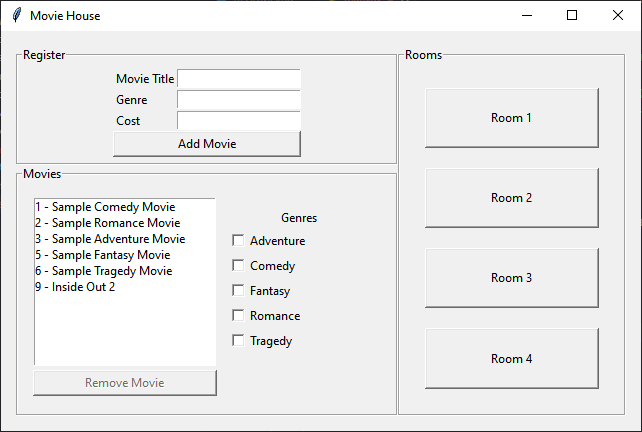 Movie House
Register
Movie Title
Genre
Cost
Add Movie
Movies
1 - Sample Comedy Movie
2 - Sample Romance Movie
3 - Sample Adventure Movie
5 - Sample Fantasy Movie
6 - Sample Tragedy Movie
9 - Inside Out 2
Remove Movie
Genres
Adventure
Comedy
Fantasy
Romance
Tragedy
Rooms
Room 1
Room 2
Room 3
Room 4